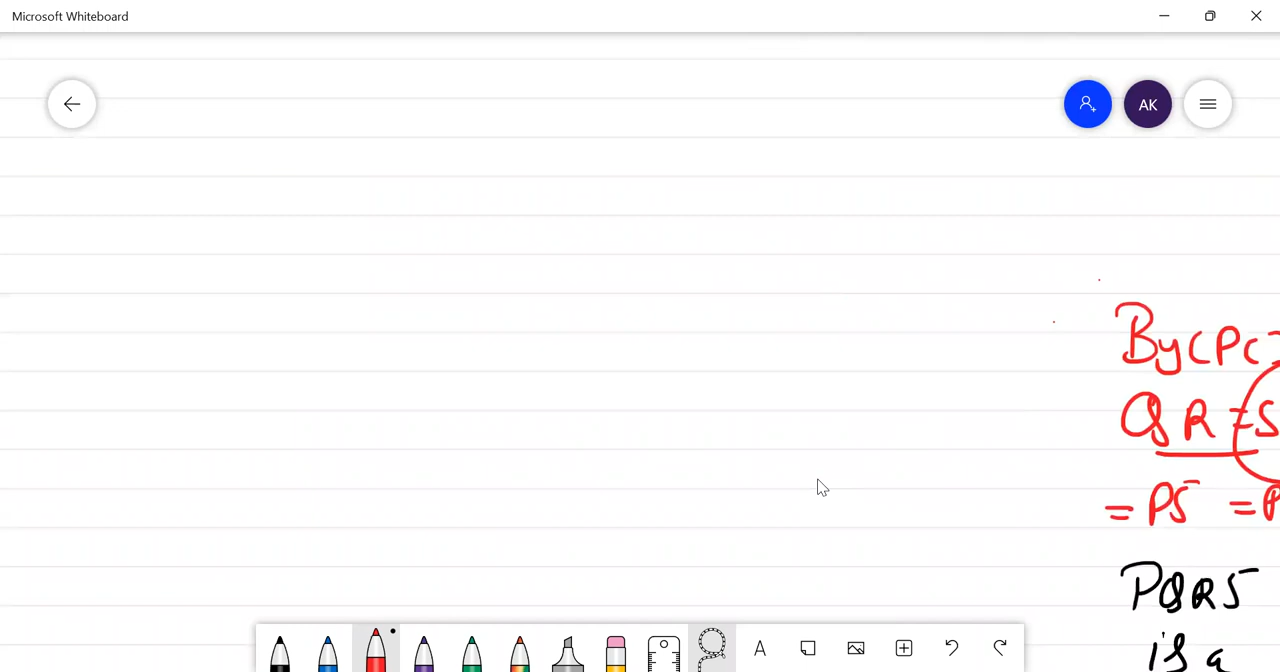 Microsoft Whiteboard
AK
By CPC
QR = S
= PS = P
PQRS
is a
A